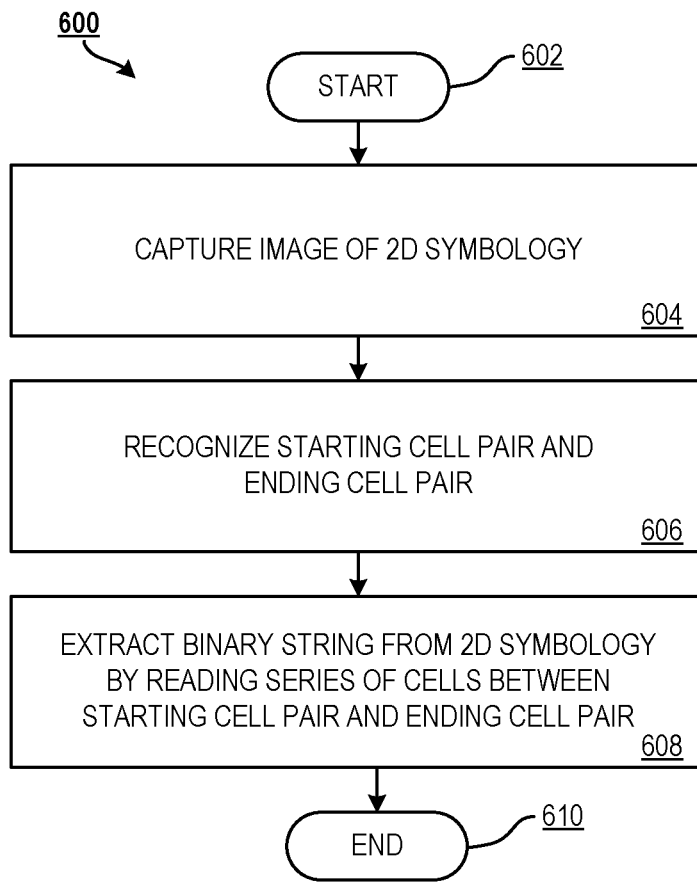 600
START
602
CAPTURE IMAGE OF 2D SYMBOLOGY
604
RECOGNIZE STARTING CELL PAIR AND
ENDING CELL PAIR
606
EXTRACT BINARY STRING FROM 2D SYMBOLOGY
BY READING SERIES OF CELLS BETWEEN
STARTING CELL PAIR AND ENDING CELL PAIR
608
END
610